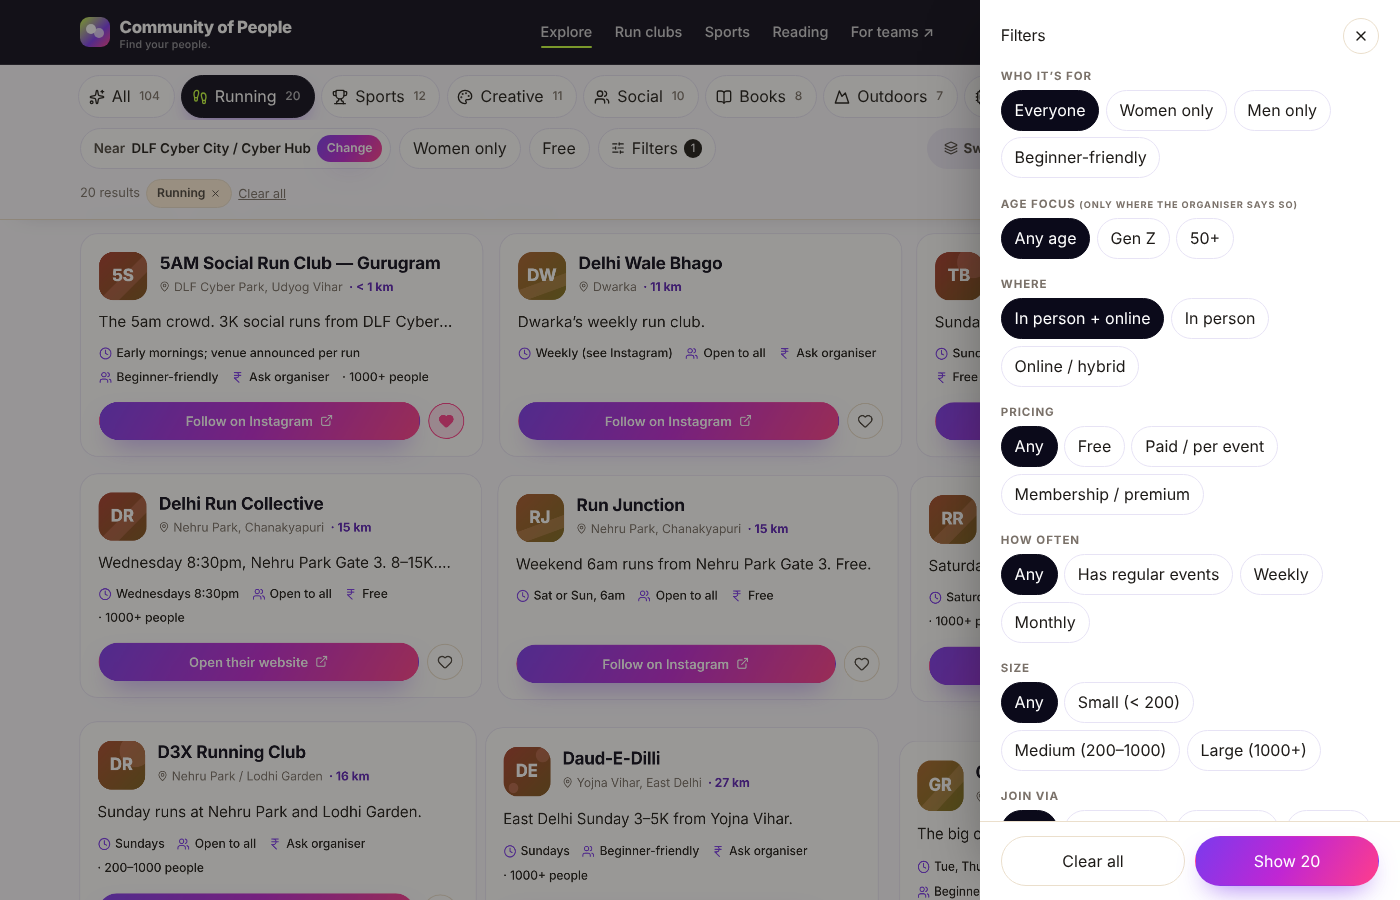 Community of People
Find your people.
Explore Run clubs Sports Reading For teams ↗
All 104 Running 20 Sports 12 Creative 11 Social 10 Books 8 Outdoors 7
Near DLF Cyber City / Cyber Hub Change Women only Free Filters 1
20 results Running × Clear all
5S
5AM Social Run Club — Gurugram
DLF Cyber Park, Udyog Vihar · < 1 km
The 5am crowd. 3K social runs from DLF Cyber...
Early mornings; venue announced per run
Beginner-friendly ₹ Ask organiser · 1000+ people
Follow on Instagram
DW
Delhi Wale Bhago
Dwarka · 11 km
Dwarka’s weekly run club.
Weekly (see Instagram) Open to all ₹ Ask organiser
Follow on Instagram
TB
₹ Free
DR
Delhi Run Collective
Nehru Park, Chanakyapuri · 15 km
Wednesday 8:30pm, Nehru Park Gate 3. 8–15K....
Wednesdays 8:30pm Open to all ₹ Free
· 1000+ people
Open their website
RJ
Run Junction
Nehru Park, Chanakyapuri · 15 km
Weekend 6am runs from Nehru Park Gate 3. Free.
Sat or Sun, 6am Open to all ₹ Free
Follow on Instagram
RR
· 1000+ p
DR
D3X Running Club
Nehru Park / Lodhi Garden · 16 km
Sunday runs at Nehru Park and Lodhi Garden.
Sundays Open to all ₹ Ask organiser
· 200–1000 people
DE
Daud-E-Dilli
Yojna Vihar, East Delhi · 27 km
East Delhi Sunday 3–5K from Yojna Vihar.
Sundays Beginner-friendly ₹ Ask organiser
· 1000+ people
GR
The big c
Tue, Thu
Beginne
Filters ×
WHO IT’S FOR
Everyone Women only Men only
Beginner-friendly
AGE FOCUS (ONLY WHERE THE ORGANISER SAYS SO)
Any age Gen Z 50+
WHERE
In person + online In person
Online / hybrid
PRICING
Any Free Paid / per event
Membership / premium
HOW OFTEN
Any Has regular events Weekly
Monthly
SIZE
Any Small (< 200)
Medium (200–1000) Large (1000+)
JOIN VIA
Clear all Show 20